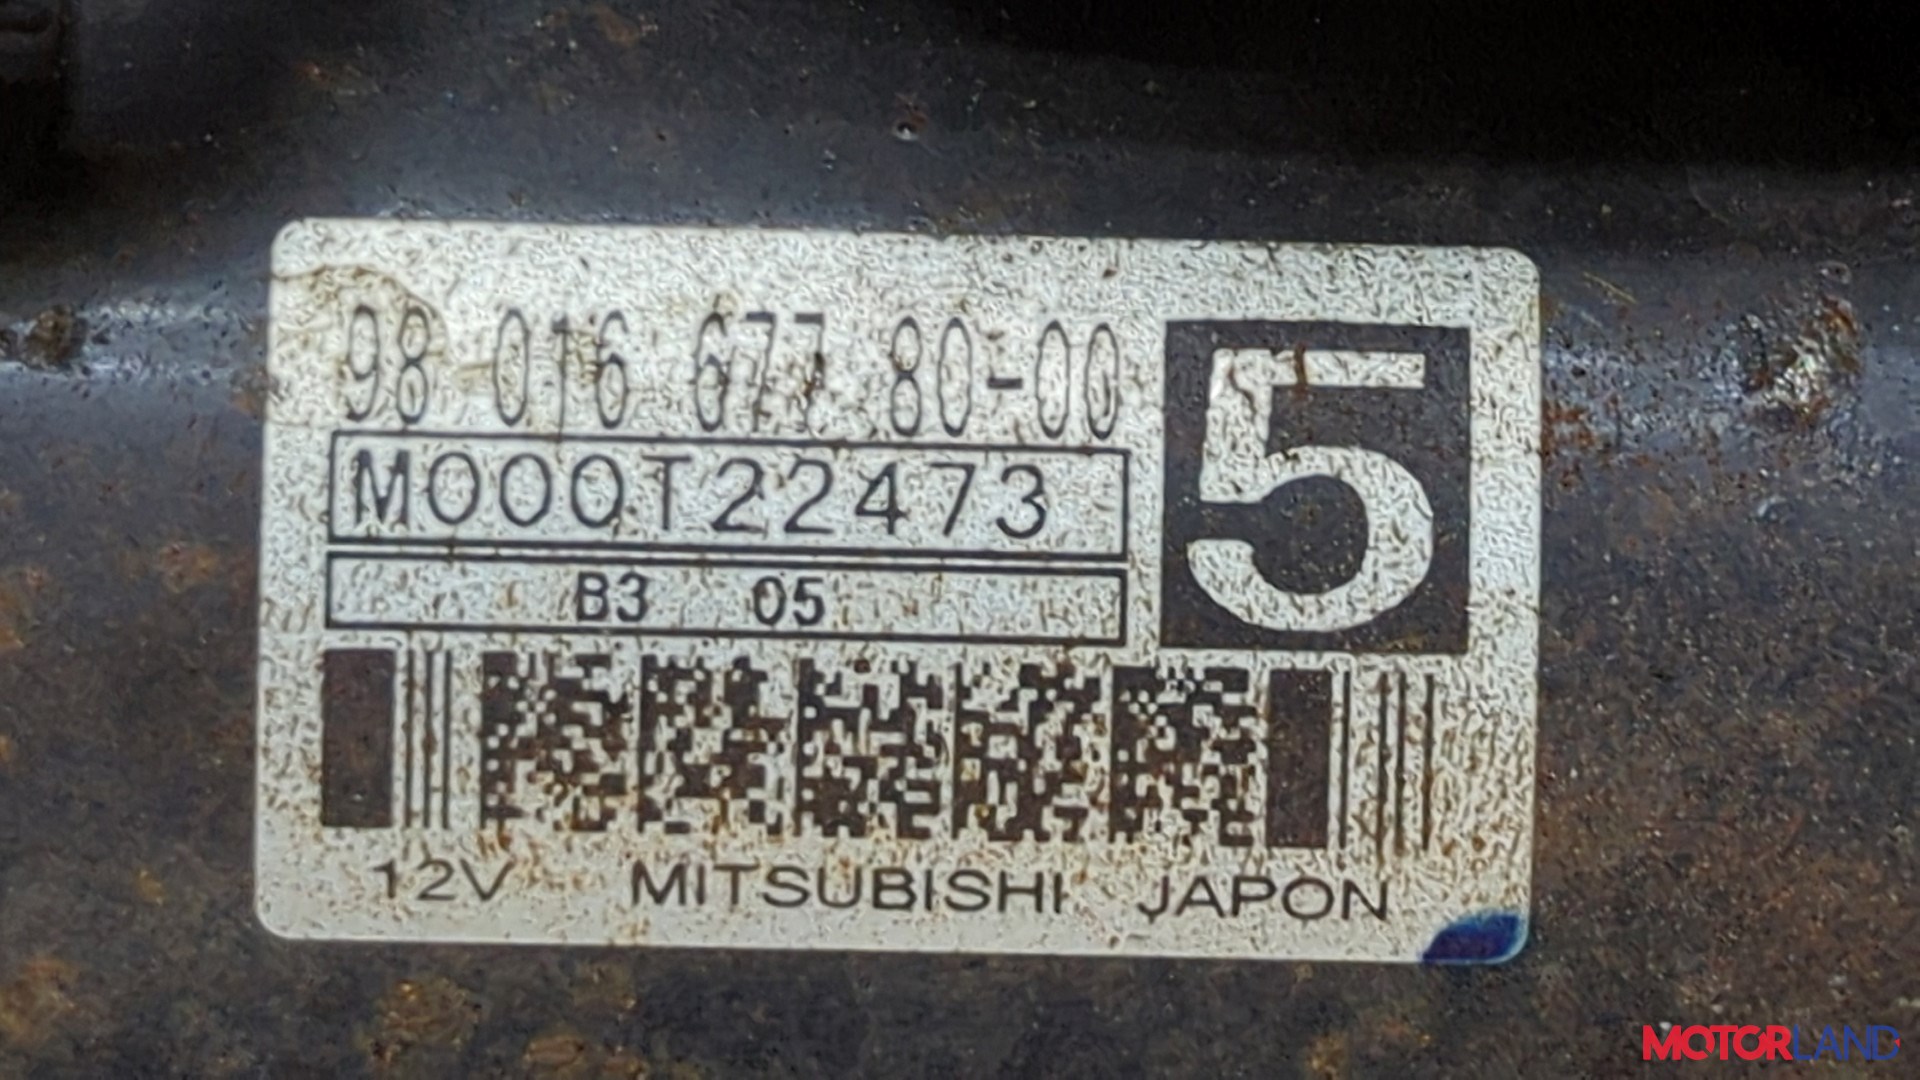 98 016 677 80-00
5
M000T22473
B3 05
12V MITSUBISHI JAPON
MOTORLAND